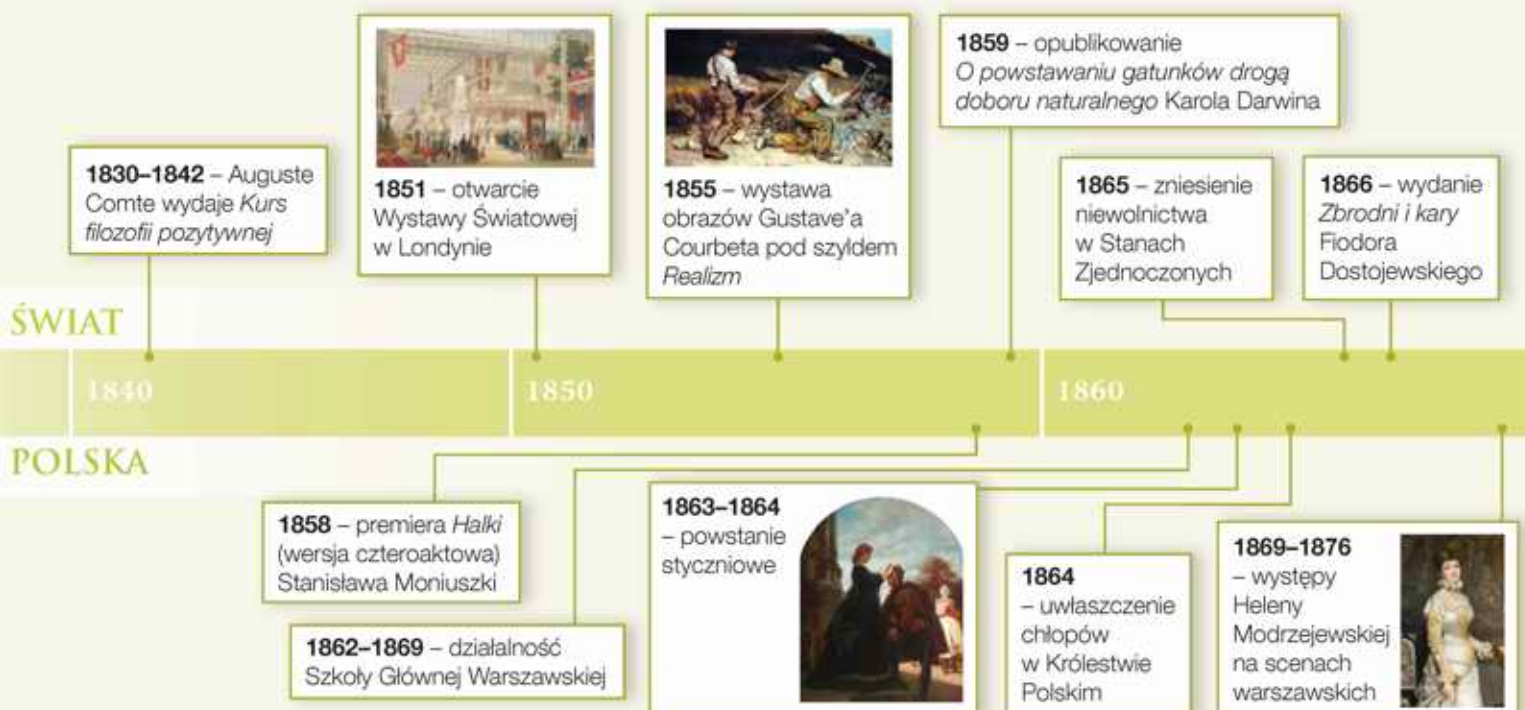 1830–1842 – Auguste
Comte wydaje Kurs
filozofii pozytywnej
1851 – otwarcie
Wystawy Światowej
w Londynie
1855 – wystawa
obrazów Gustave'a
Courbeta pod szyldem
Realizm
1859 – opublikowanie
O powstawaniu gatunków drogą
doboru naturalnego Karola Darwina
1865 – zniesienie
niewolnictwa
w Stanach
Zjednoczonych
1866 – wydanie
Zbrodni i kary
Fiodora
Dostojewskiego
ŚWIAT
1840
1850
1860
POLSKA
1858 – premiera Halki
(wersja czteroaktowa)
Stanisława Moniuszki
1862–1869 – działalność
Szkoły Głównej Warszawskiej
1863–1864
– powstanie
styczniowe
1864
– uwłaszczenie
chłopów
w Królestwie
Polskim
1869–1876
– występy
Heleny
Modrzejewskiej
na scenach
warszawskich